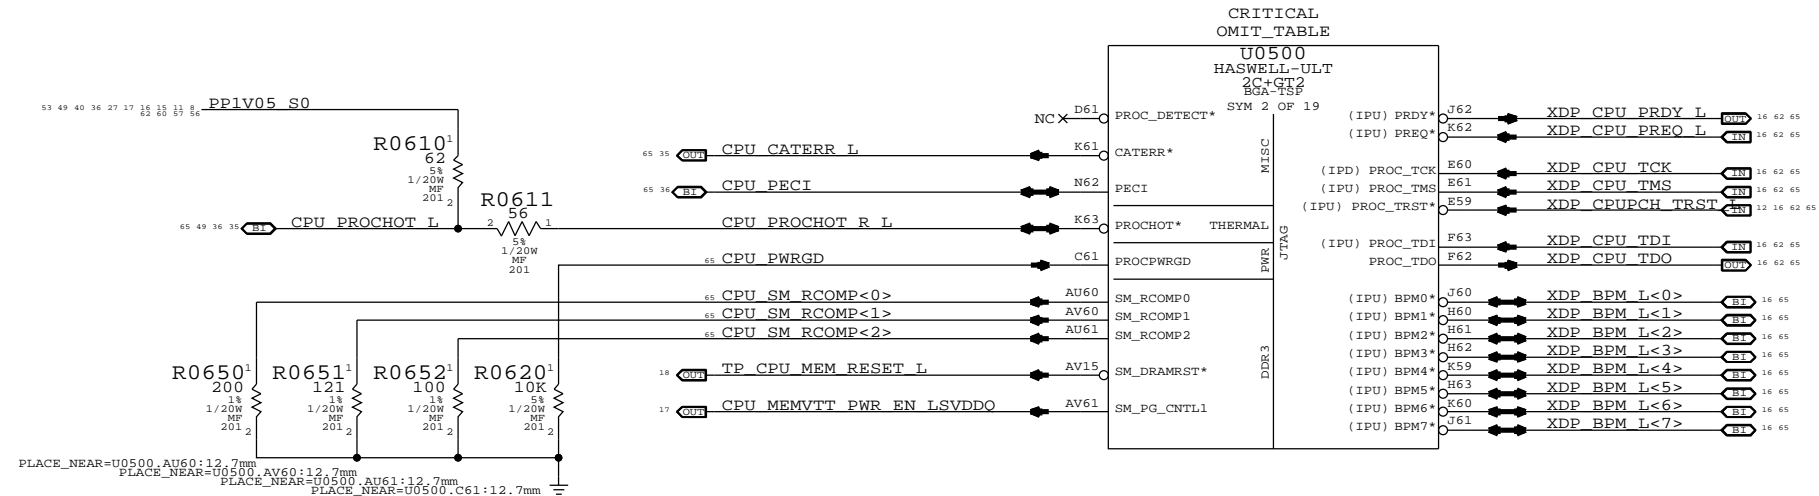 CRITICAL
OMIT_TABLE
U0500
HASWELL-ULT
2C+GT2
BGA-TSP
SYM 2 OF 19
53 49 40 36 27 17 16 15 11 8
62 60 57 56
PP1V05_S0
R0610
1
62
5%
1/20W
MF
201
2
65 49 36 35
BI
CPU_PROCHOT_L
R0611
56
2
1
5%
1/20W
MF
201
NC
D61
PROC_DETECT*
65 35
OUT
CPU_CATERR_L
K61
CATERR*
65 36
BI
CPU_PECI
N62
PECI
CPU_PROCHOT_R_L
K63
PROCHOT*
65
CPU_PWRGD
C61
PROCPWRGD
65
CPU_SM_RCOMP<0>
AU60
SM_RCOMP0
65
CPU_SM_RCOMP<1>
AV60
SM_RCOMP1
65
CPU_SM_RCOMP<2>
AU61
SM_RCOMP2
18
OUT
TP_CPU_MEM_RESET_L
AV15
SM_DRAMRST*
17
OUT
CPU_MEMVTT_PWR_EN_LSVDDQ
AV61
SM_PG_CNTL1
MISC
THERMAL
PWR
DDR3
JTAG
(IPU) PRDY*
J62
XDP_CPU_PRDY_L
OUT
16 62 65
(IPU) PREQ*
K62
XDP_CPU_PREQ_L
IN
16 62 65
(IPD) PROC_TCK
E60
XDP_CPU_TCK
IN
16 62 65
(IPU) PROC_TMS
E61
XDP_CPU_TMS
IN
16 62 65
(IPU) PROC_TRST*
E59
XDP_CPUPCH_TRST_L
IN
12 16 62 65
(IPU) PROC_TDI
F63
XDP_CPU_TDI
IN
16 62 65
PROC_TDO
F62
XDP_CPU_TDO
OUT
16 62 65
(IPU) BPM0*
J60
XDP_BPM_L<0>
BI
16 65
(IPU) BPM1*
H60
XDP_BPM_L<1>
BI
16 65
(IPU) BPM2*
H61
XDP_BPM_L<2>
BI
16 65
(IPU) BPM3*
H62
XDP_BPM_L<3>
BI
16 65
(IPU) BPM4*
K59
XDP_BPM_L<4>
BI
16 65
(IPU) BPM5*
H63
XDP_BPM_L<5>
BI
16 65
(IPU) BPM6*
K60
XDP_BPM_L<6>
BI
16 65
(IPU) BPM7*
J61
XDP_BPM_L<7>
BI
16 65
R0650
1
200
1%
1/20W
MF
201
2
R0651
1
121
1%
1/20W
MF
201
2
R0652
1
100
1%
1/20W
MF
201
2
R0620
1
10K
5%
1/20W
MF
201
2
PLACE_NEAR=U0500.AU60:12.7mm
PLACE_NEAR=U0500.AV60:12.7mm
PLACE_NEAR=U0500.AU61:12.7mm
PLACE_NEAR=U0500.C61:12.7mm